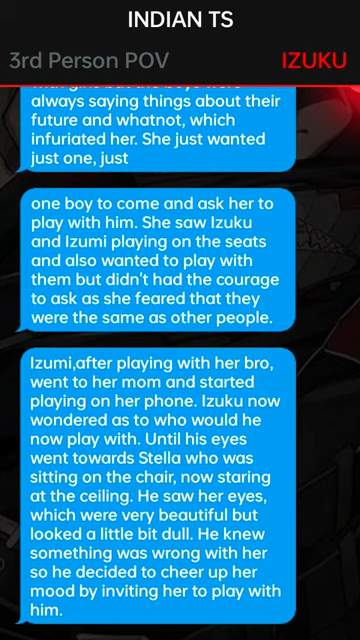 INDIAN TS
3rd Person POV
IZUKU
always saying things about their
future and whatnot, which
infuriated her. She just wanted
just one, just
one boy to come and ask her to
play with him. She saw Izuku
and Izumi playing on the seats
and also wanted to play with
them but didn't had the courage
to ask as she feared that they
were the same as other people.
Izumi,after playing with her bro,
went to her mom and started
playing on her phone. Izuku now
wondered as to who would he
now play with. Until his eyes
went towards Stella who was
sitting on the chair, now staring
at the ceiling. He saw her eyes,
which were very beautiful but
looked a little bit dull. He knew
something was wrong with her
so he decided to cheer up her
mood by inviting her to play with
him.